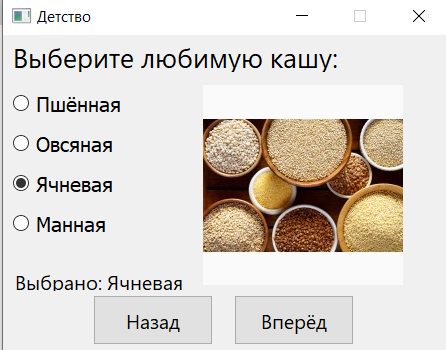 Детство
Выберите любимую кашу:
Пшённая
Овсяная
Ячневая
Манная
Выбрано: Ячневая
Назад
Вперёд